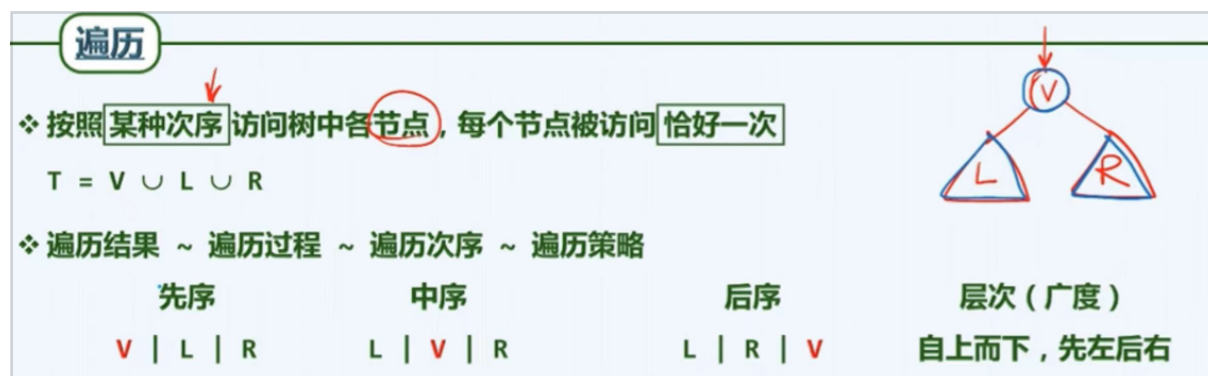 遍历
❖ 按照 某种次序 访问树中各节点，每个节点被访问 恰好一次
T = V ∪ L ∪ R
❖ 遍历结果 ~ 遍历过程 ~ 遍历次序 ~ 遍历策略
先序 中序 后序 层次（广度）
V | L | R L | V | R L | R | V 自上而下，先左后右
V
L R